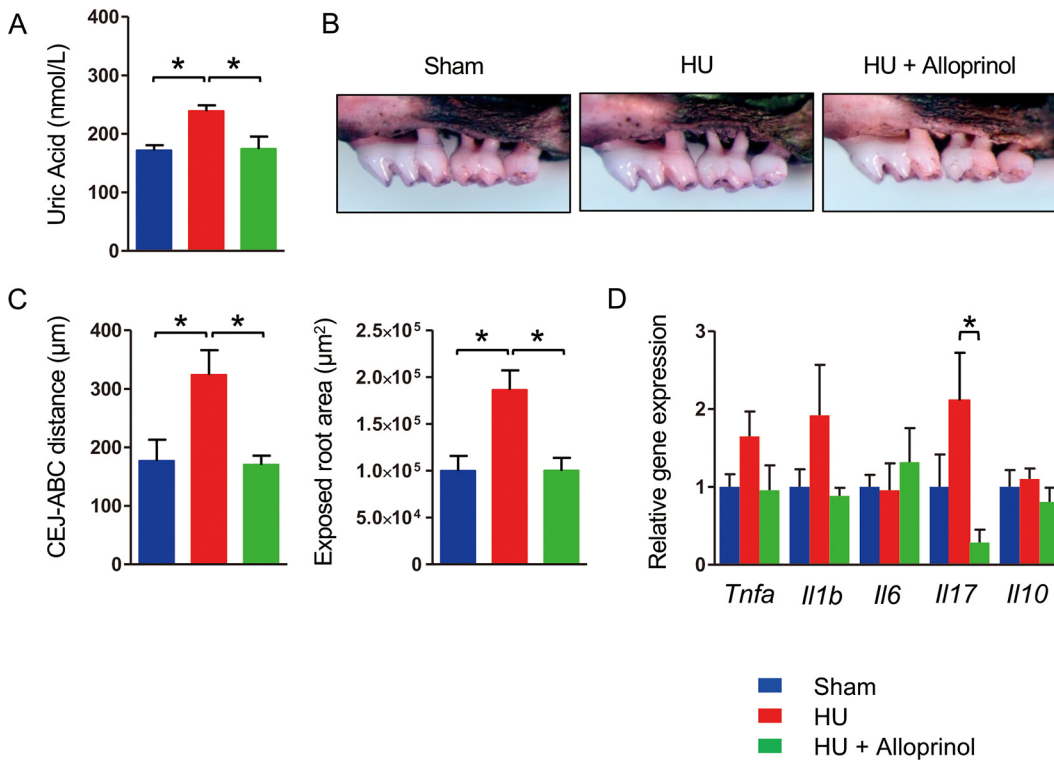 A
Uric Acid (nmol/L)
400
300
200
100
0
*
*
B
Sham
HU
HU + Alloprinol
C
CEJ-ABC distance (μm)
400
300
200
100
0
*
*
Exposed root area (μm²)
2.5×10⁵
2.0×10⁵
1.5×10⁵
1.0×10⁵
5.0×10⁴
0
*
*
D
Relative gene expression
3
2
1
0
*
Tnfa
Il1b
Il6
Il17
Il10
Sham
HU
HU + Alloprinol